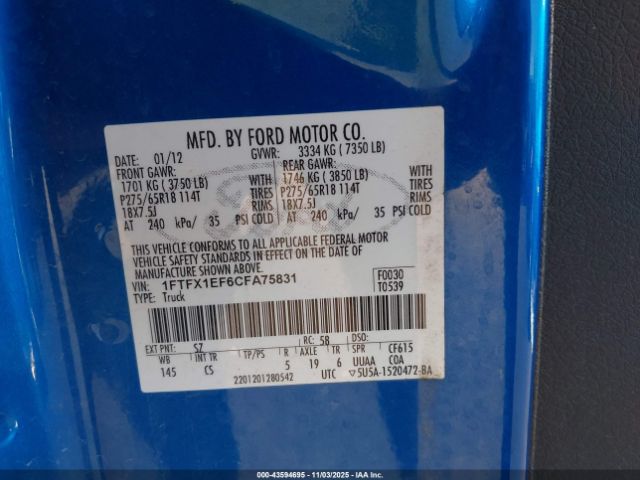 MFD. BY FORD MOTOR CO.
DATE: 01/12 GVWR: 3334 KG ( 7350 LB)
FRONT GAWR: REAR GAWR:
1701 KG ( 3750 LB) WITH 1746 KG ( 3850 LB) WITH
P275/65R18 114T TIRES P275/65R18 114T TIRES
18X7.5J RIMS 18X7.5J RIMS
AT 240 kPa/ 35 PSI COLD AT 240 kPa/ 35 PSI COLD
THIS VEHICLE CONFORMS TO ALL APPLICABLE FEDERAL MOTOR
VEHICLE SAFETY STANDARDS IN EFFECT ON THE DATE OF
MANUFACTURE SHOWN ABOVE.
VIN: 1FTFX1EF6CFA75831 F0030
TYPE: Truck T0539
EXT PNT: SZ RC: 58 DSO:
WB INT TR TP/PS R AXLE TR SPR CF615
145 CS 5 19 6 UUAA C0A
2201201280542 UTC 5U5A-1520472-BA
000-43594695 - 11/03/2025 - IAAI.COM